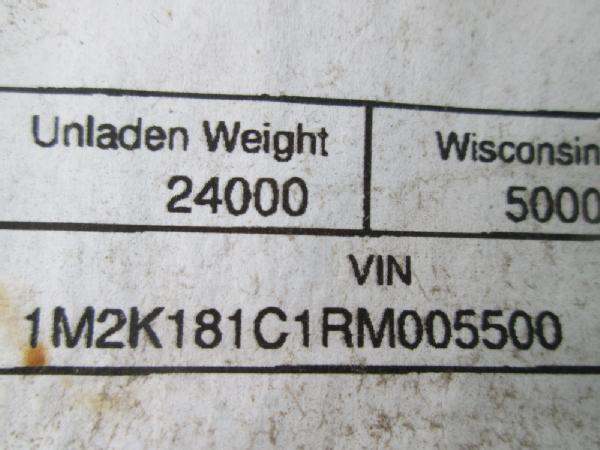 Unladen Weight Wisconsin
24000 5000
VIN
1M2K181C1RM005500